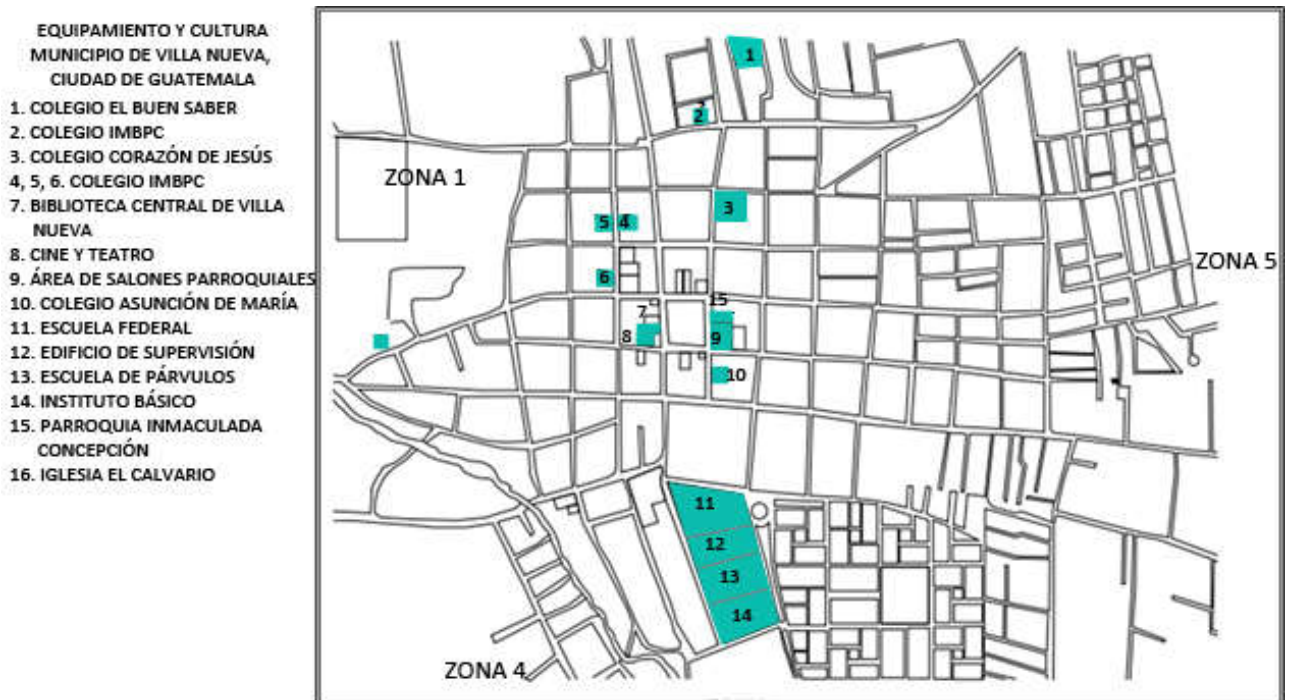 EQUIPAMIENTO Y CULTURA
MUNICIPIO DE VILLA NUEVA,
CIUDAD DE GUATEMALA
1. COLEGIO EL BUEN SABER
2. COLEGIO IMBPC
3. COLEGIO CORAZÓN DE JESÚS
4, 5, 6. COLEGIO IMBPC
7. BIBLIOTECA CENTRAL DE VILLA
NUEVA
8. CINE Y TEATRO
9. ÁREA DE SALONES PARROQUIALES
10. COLEGIO ASUNCIÓN DE MARÍA
11. ESCUELA FEDERAL
12. EDIFICIO DE SUPERVISIÓN
13. ESCUELA DE PÁRVULOS
14. INSTITUTO BÁSICO
15. PARROQUIA INMACULADA
CONCEPCIÓN
16. IGLESIA EL CALVARIO
1
2
ZONA 1
3
5 4
ZONA 5
6
15
7
8
9
10
11
12
13
14
ZONA 4